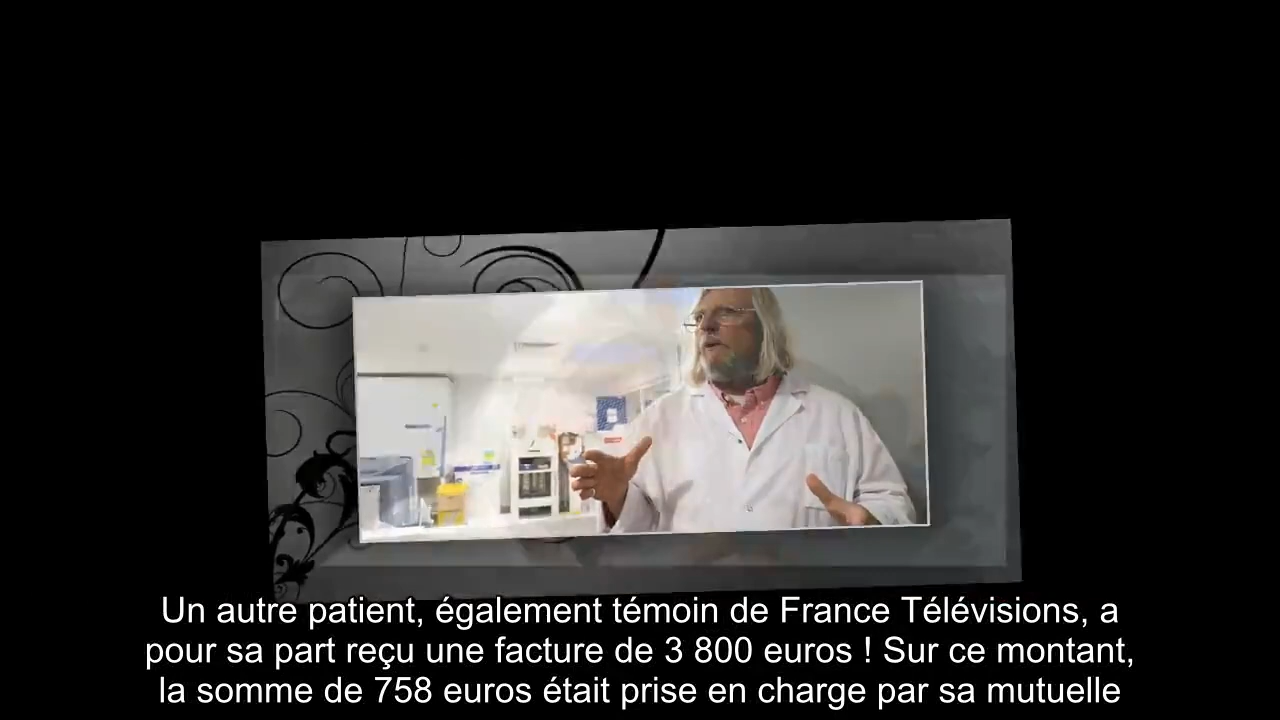 Un autre patient, également témoin de France Télévisions, a
pour sa part reçu une facture de 3 800 euros ! Sur ce montant,
la somme de 758 euros était prise en charge par sa mutuelle